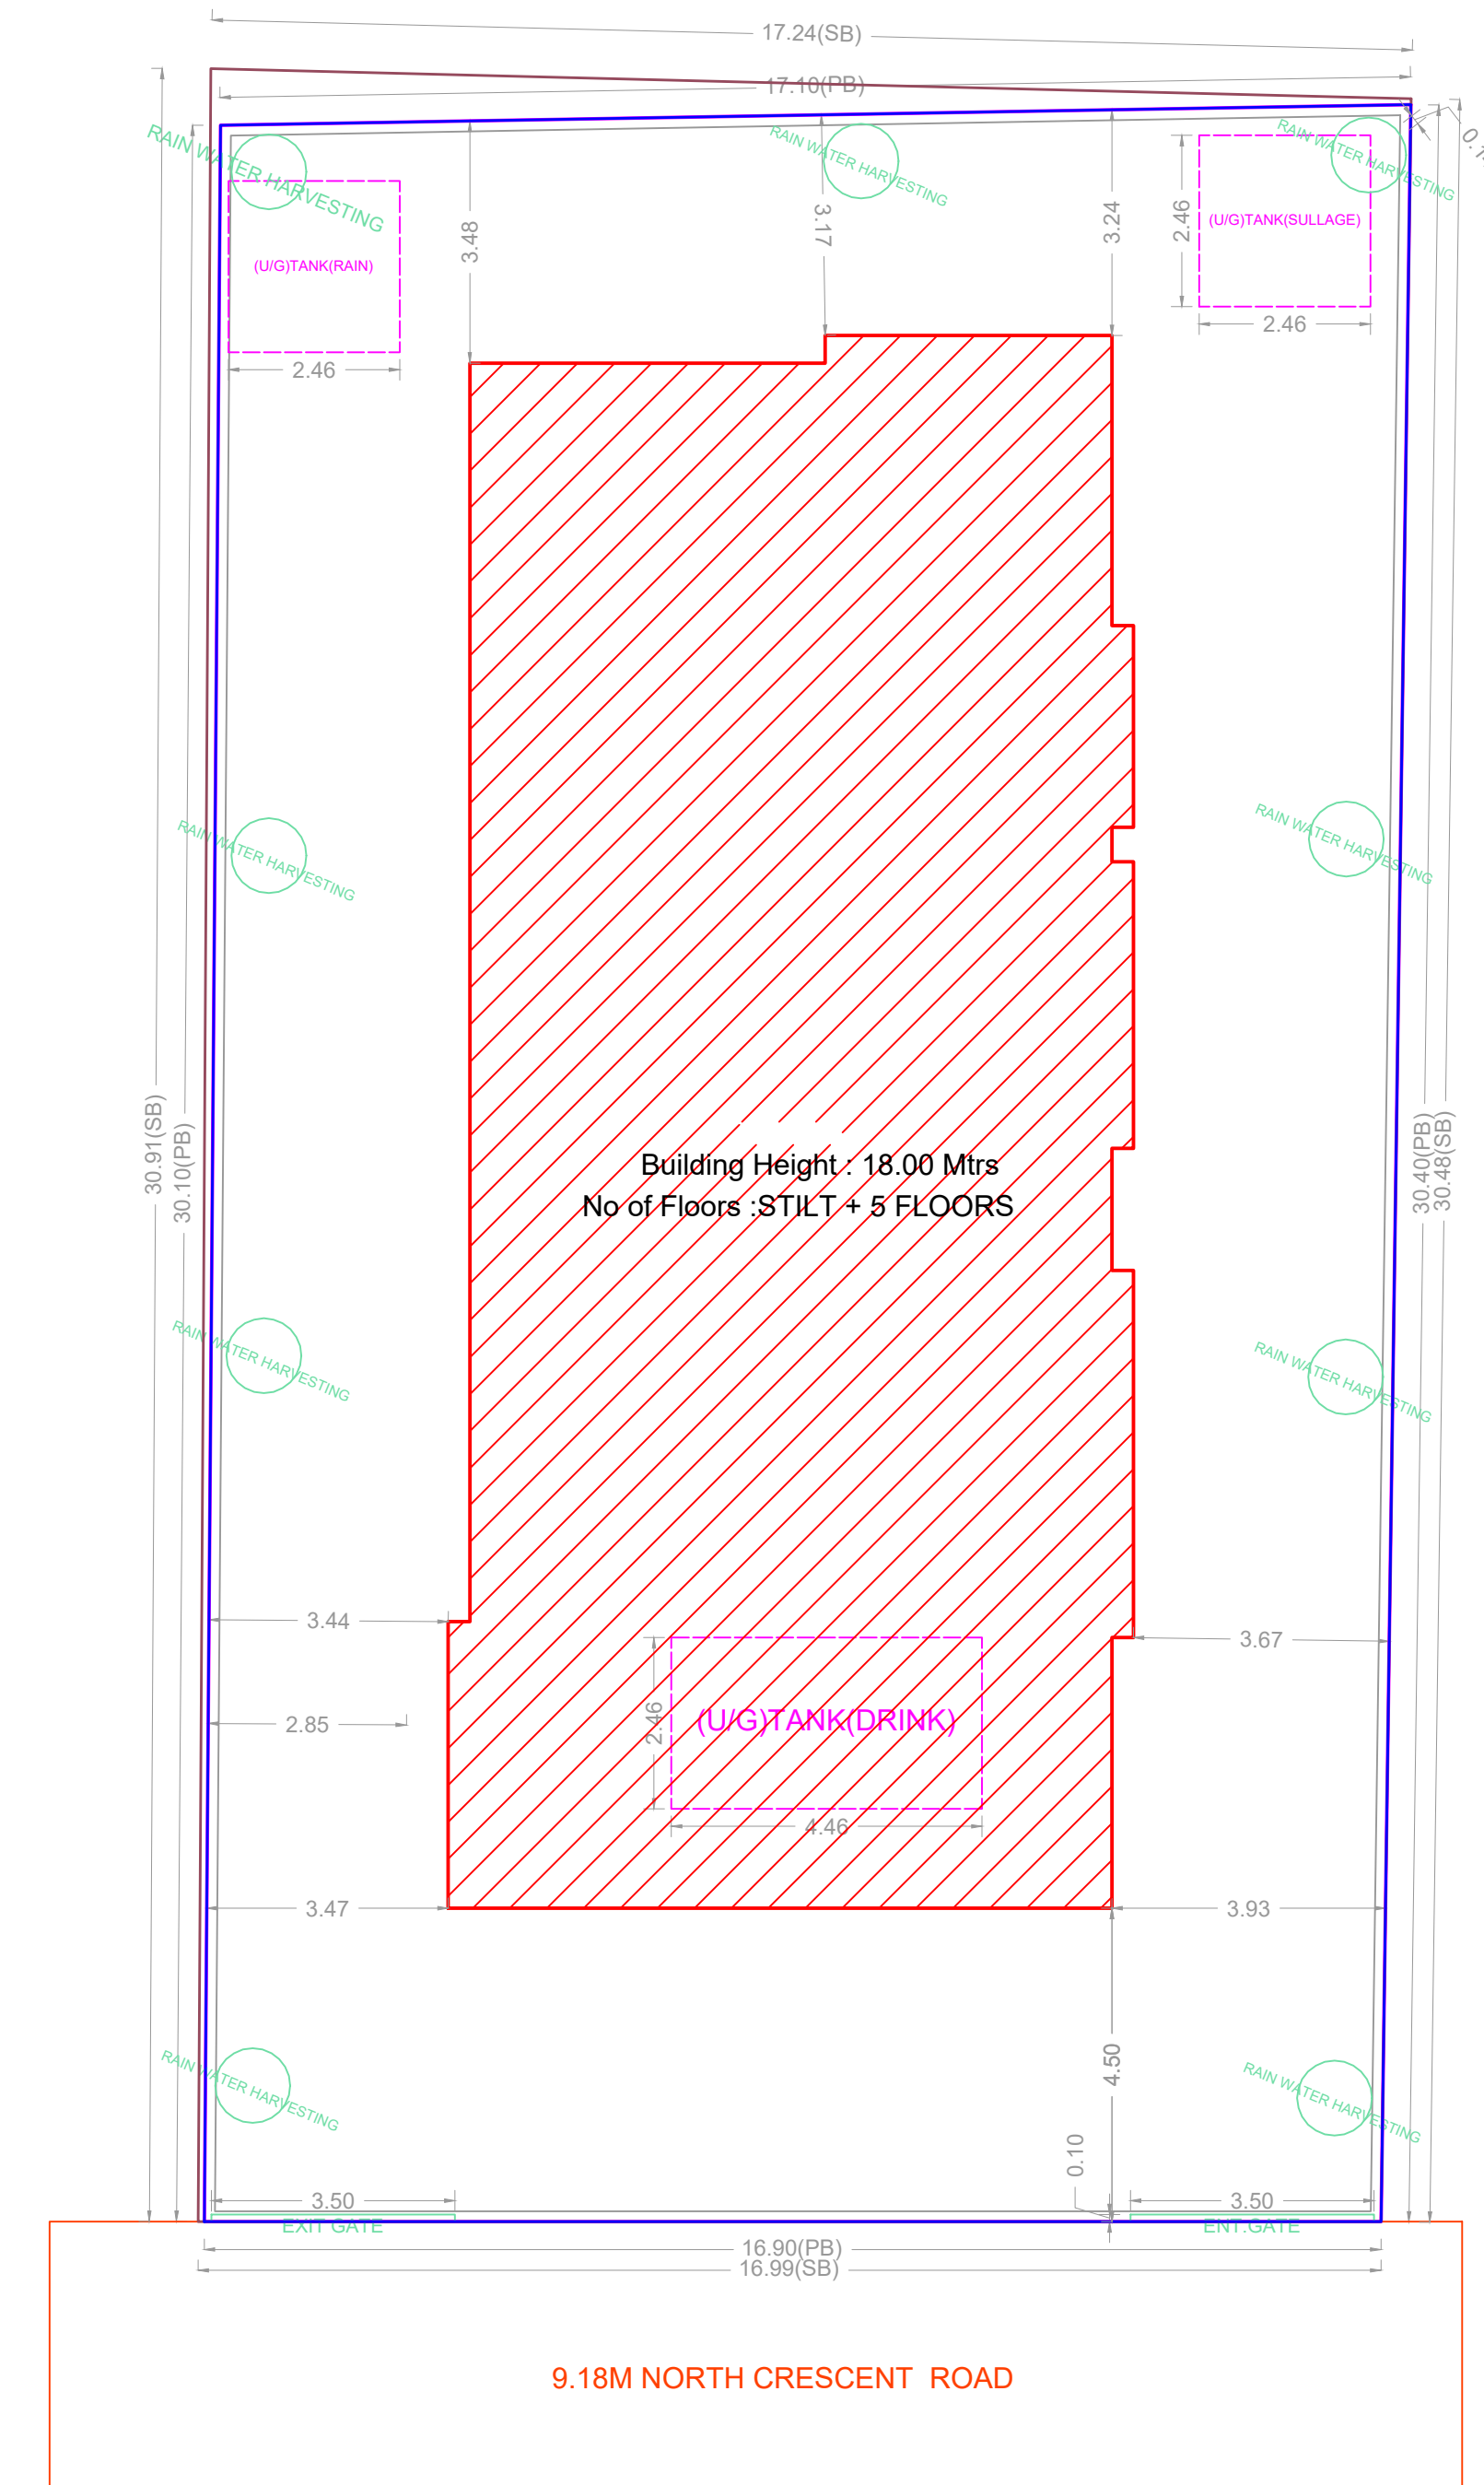 17.24(SB)
17.10(PB)
RAIN WATER HARVESTING
RAIN WATER HARVESTING
RAIN WATER HARVESTING
3.48
3.17
3.24
2.46
(U/G)TANK(SULLAGE)
(U/G)TANK(RAIN)
2.46
2.46
RAIN WATER HARVESTING
RAIN WATER HARVESTING
30.91(SB)
30.10(PB)
Building Height : 18.00 Mtrs
No of Floors :STILT + 5 FLOORS
30.40(PB)
30.48(SB)
RAIN WATER HARVESTING
RAIN WATER HARVESTING
3.44
3.67
2.85
2.46
(U/G)TANK(DRINK)
4.46
3.47
3.93
4.50
RAIN WATER HARVESTING
RAIN WATER HARVESTING
0.10
3.50
3.50
EXIT GATE
ENT.GATE
16.90(PB)
16.99(SB)
9.18M NORTH CRESCENT ROAD